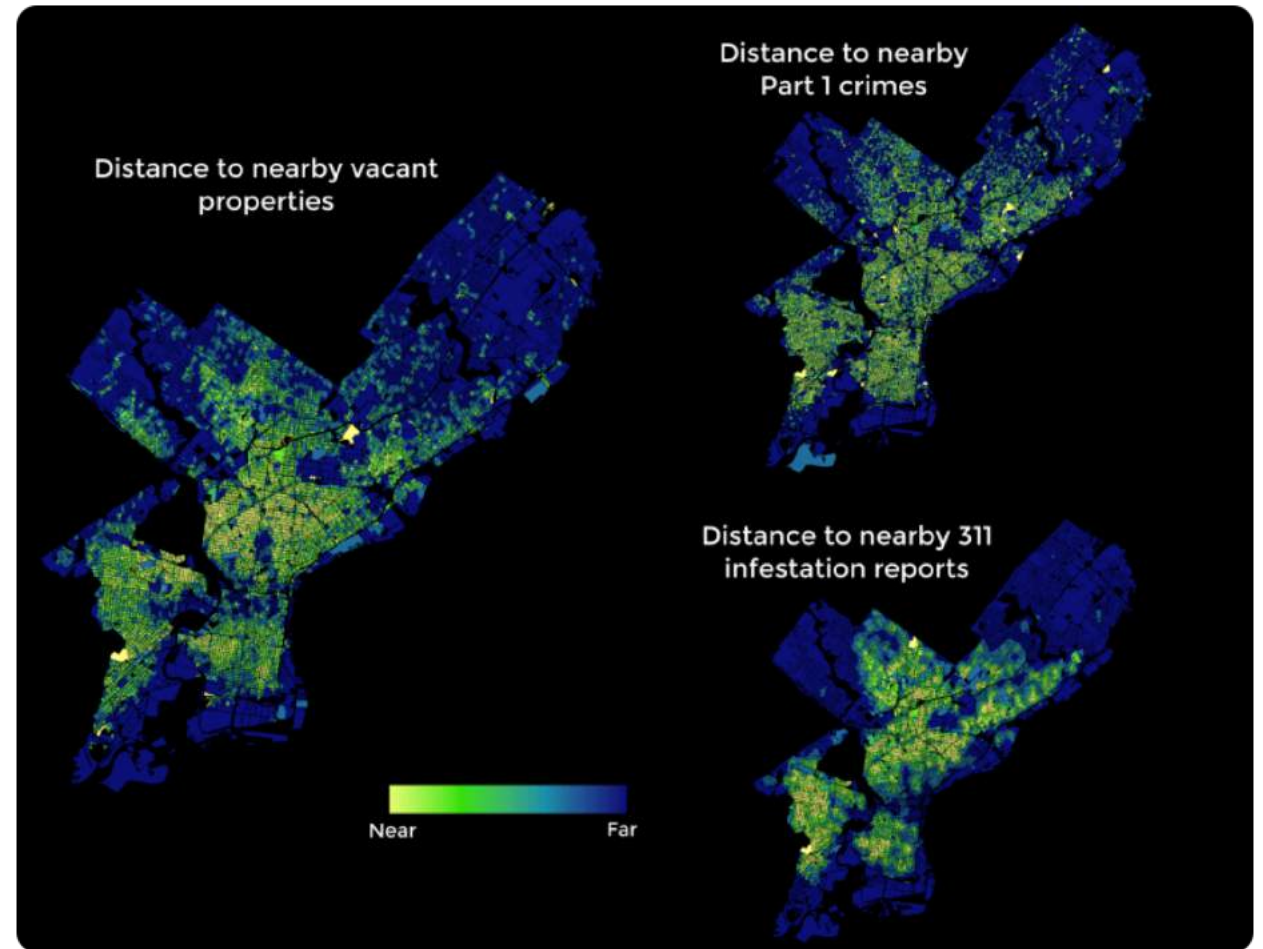 Distance to nearby vacant
properties
Distance to nearby
Part 1 crimes
Distance to nearby 311
infestation reports
Near
Far